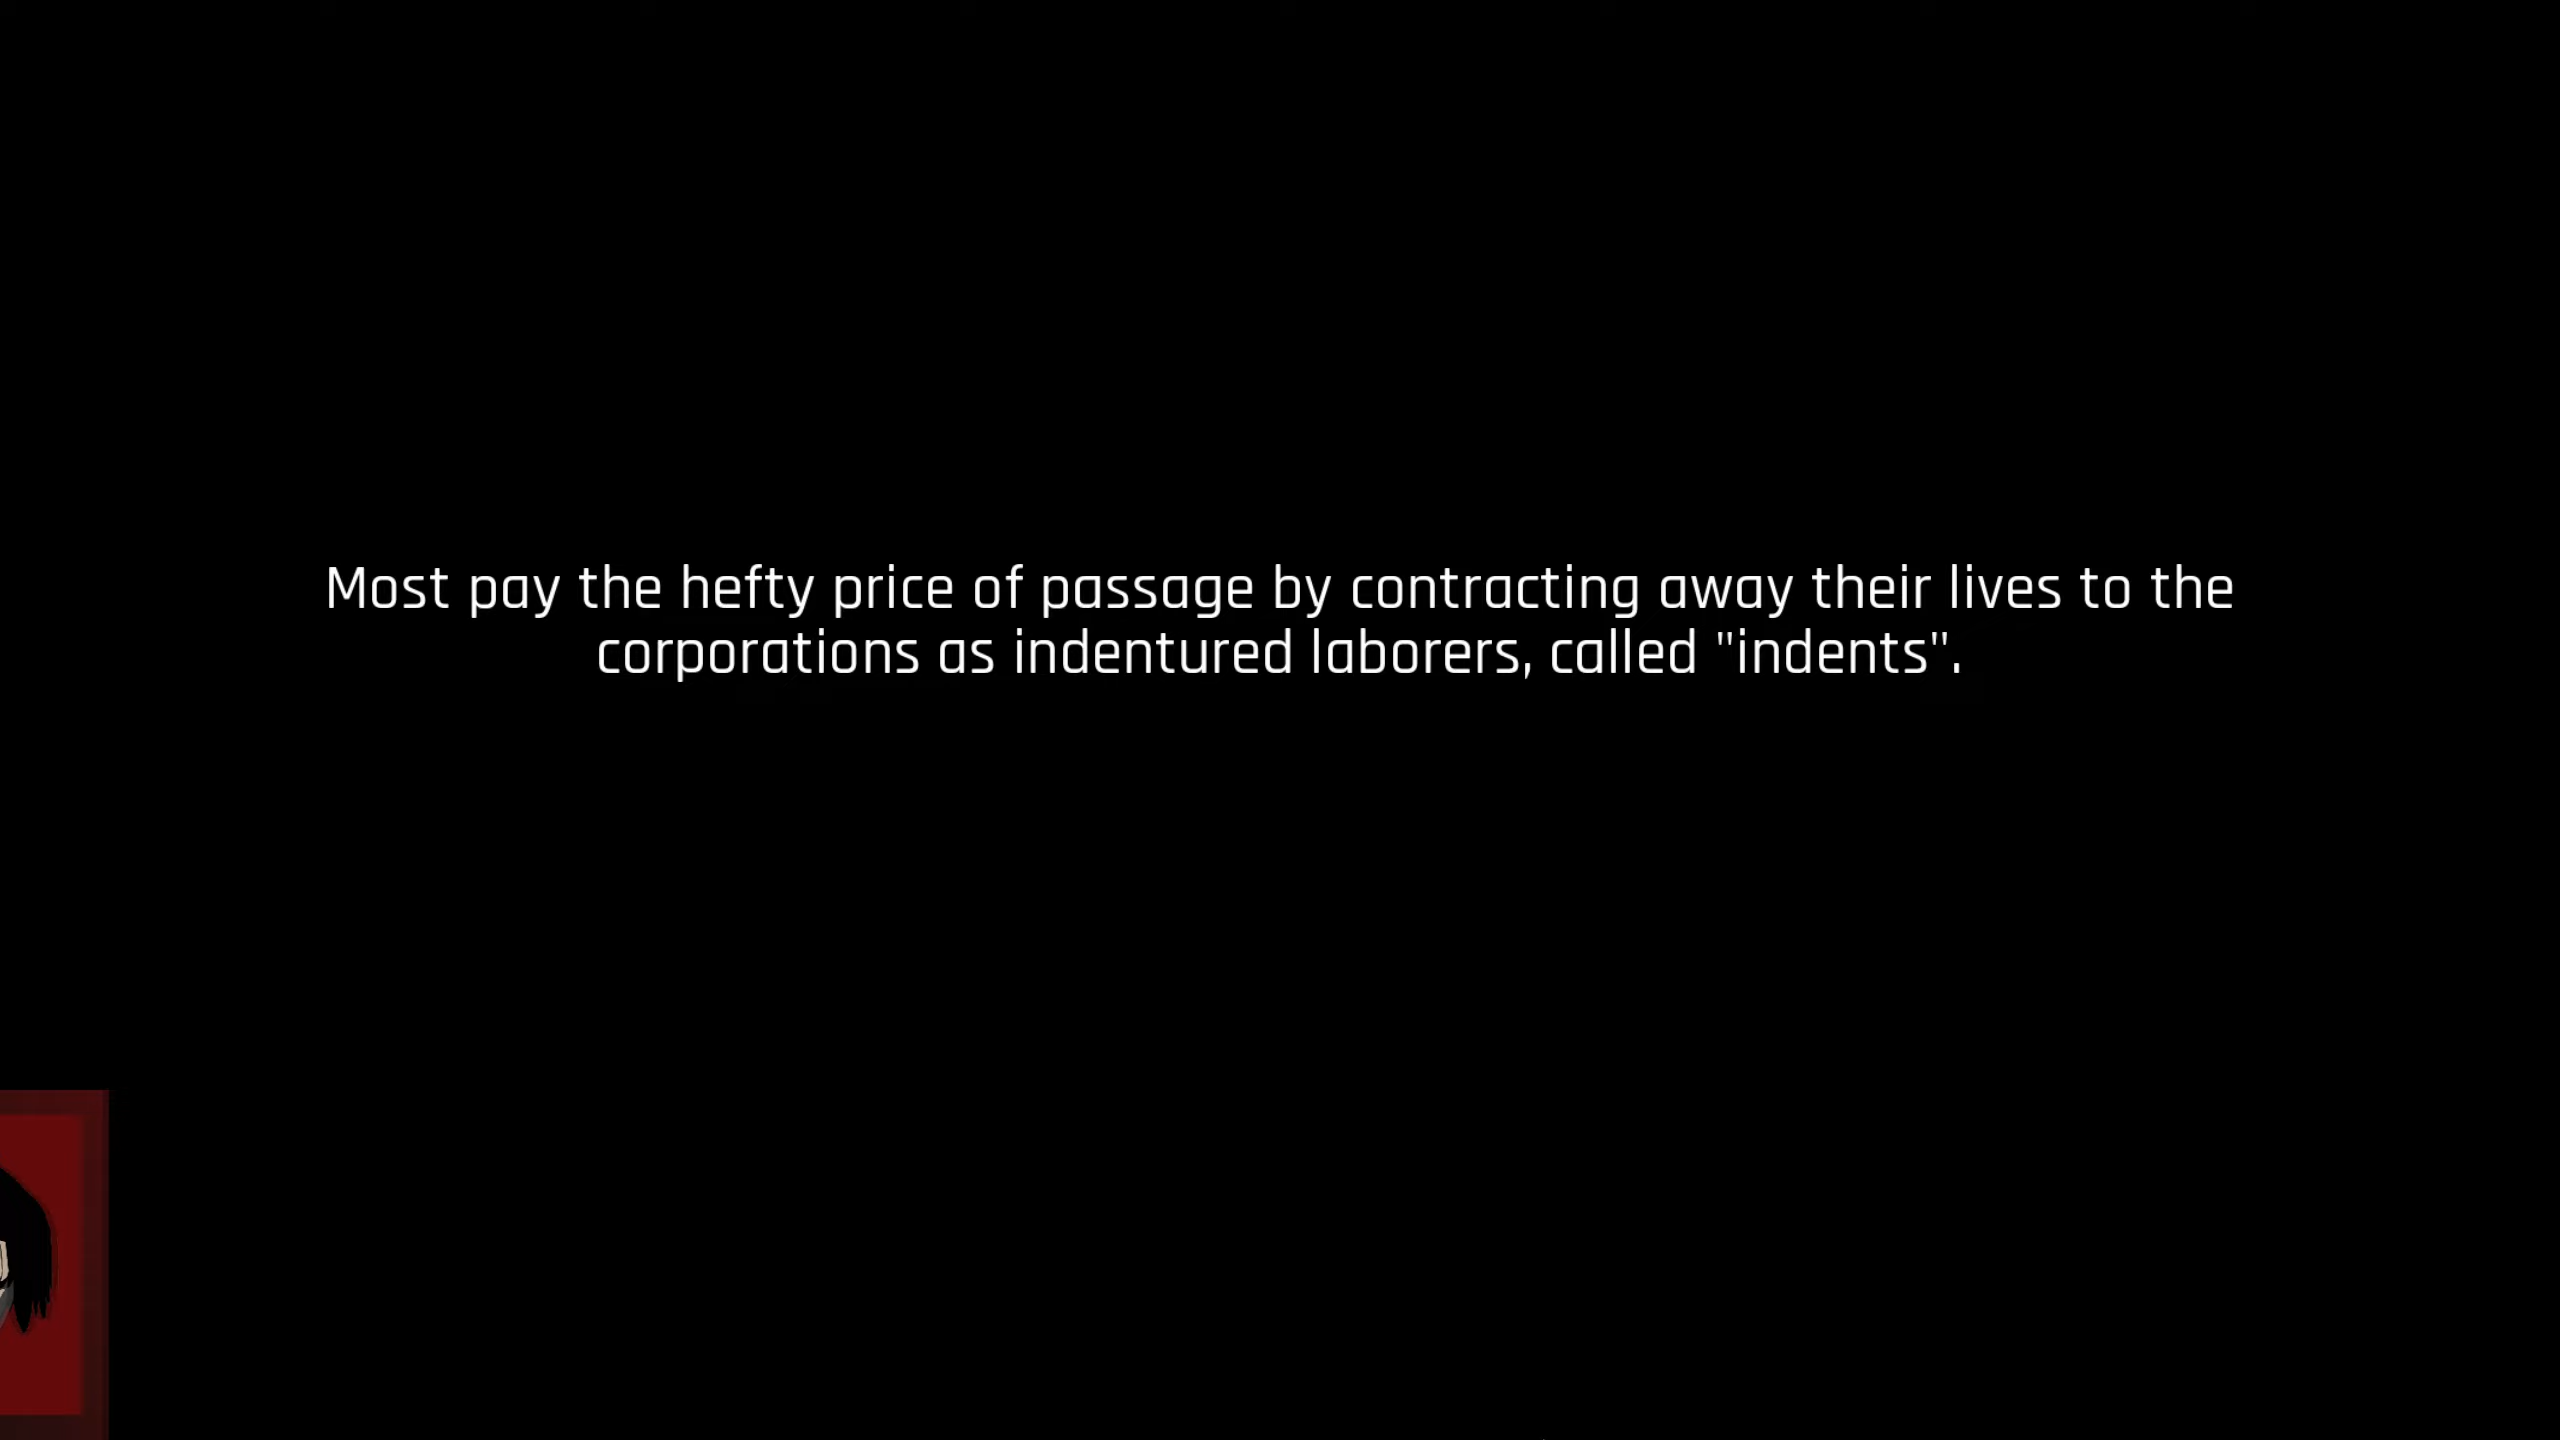 Most pay the hefty price of passage by contracting away their lives to the
corporations as indentured laborers, called "indents".